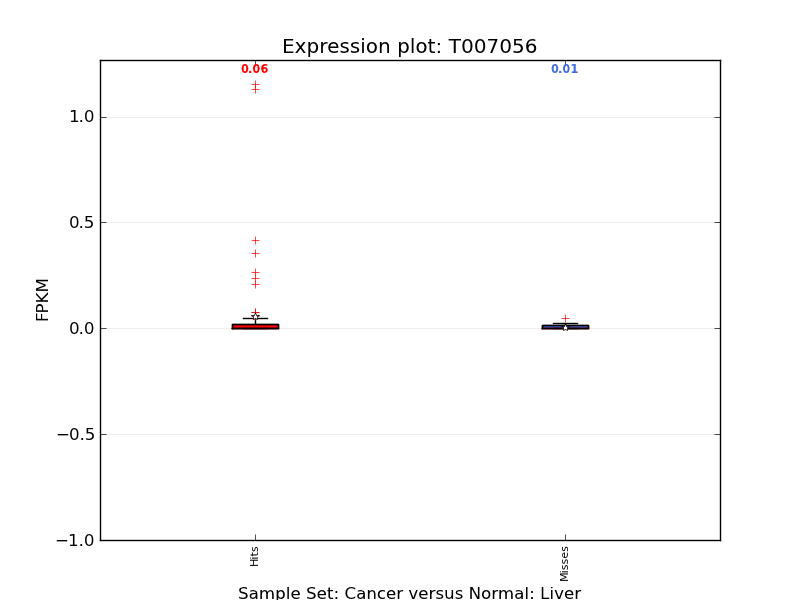 Expression plot: T007056
0.06
0.01
1.0
0.5
0.0
−0.5
−1.0
FPKM
Hits
Misses
Sample Set: Cancer versus Normal: Liver